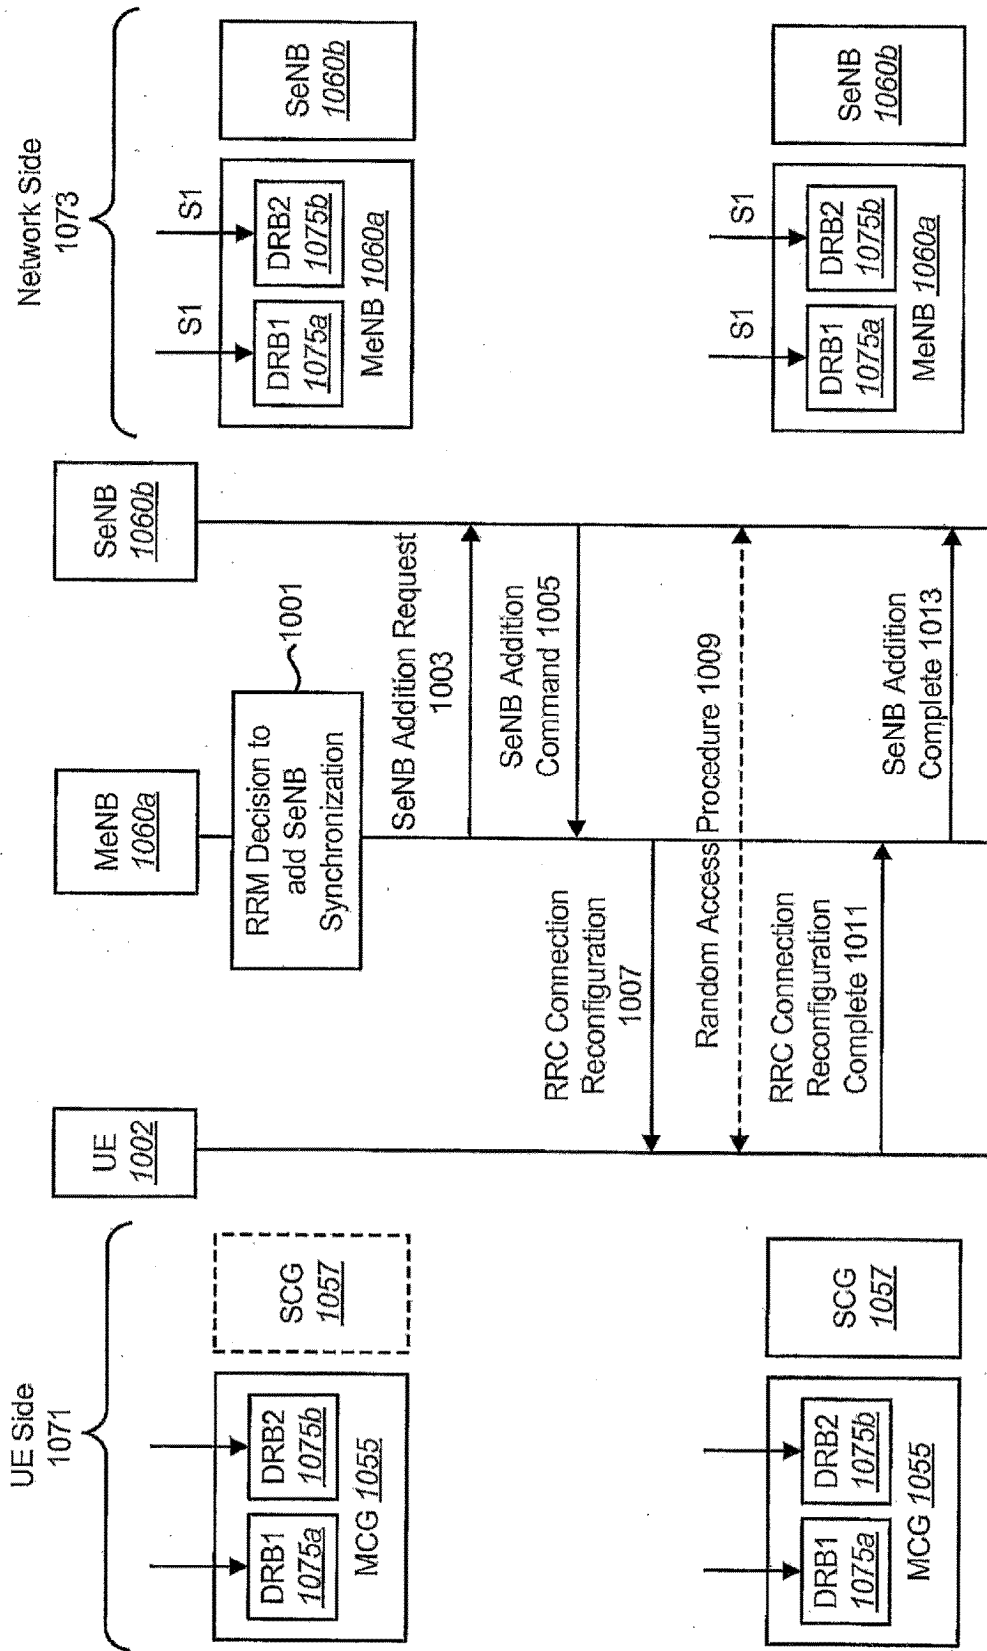 UE Side
1071
Network Side
1073
UE
1002
MeNB
1060a
SeNB
1060b
DRB1
1075a
DRB2
1075b
MCG 1055
SCG
1057
RRM Decision to
add SeNB
Synchronization
1001
S1
S1
DRB1
1075a
DRB2
1075b
MeNB 1060a
SeNB
1060b
SeNB Addition Request
1003
SeNB Addition
Command 1005
RRC Connection
Reconfiguration
1007
Random Access Procedure 1009
RRC Connection
Reconfiguration
Complete 1011
SeNB Addition
Complete 1013
DRB1
1075a
DRB2
1075b
MCG 1055
SCG
1057
S1
S1
DRB1
1075a
DRB2
1075b
MeNB 1060a
SeNB
1060b